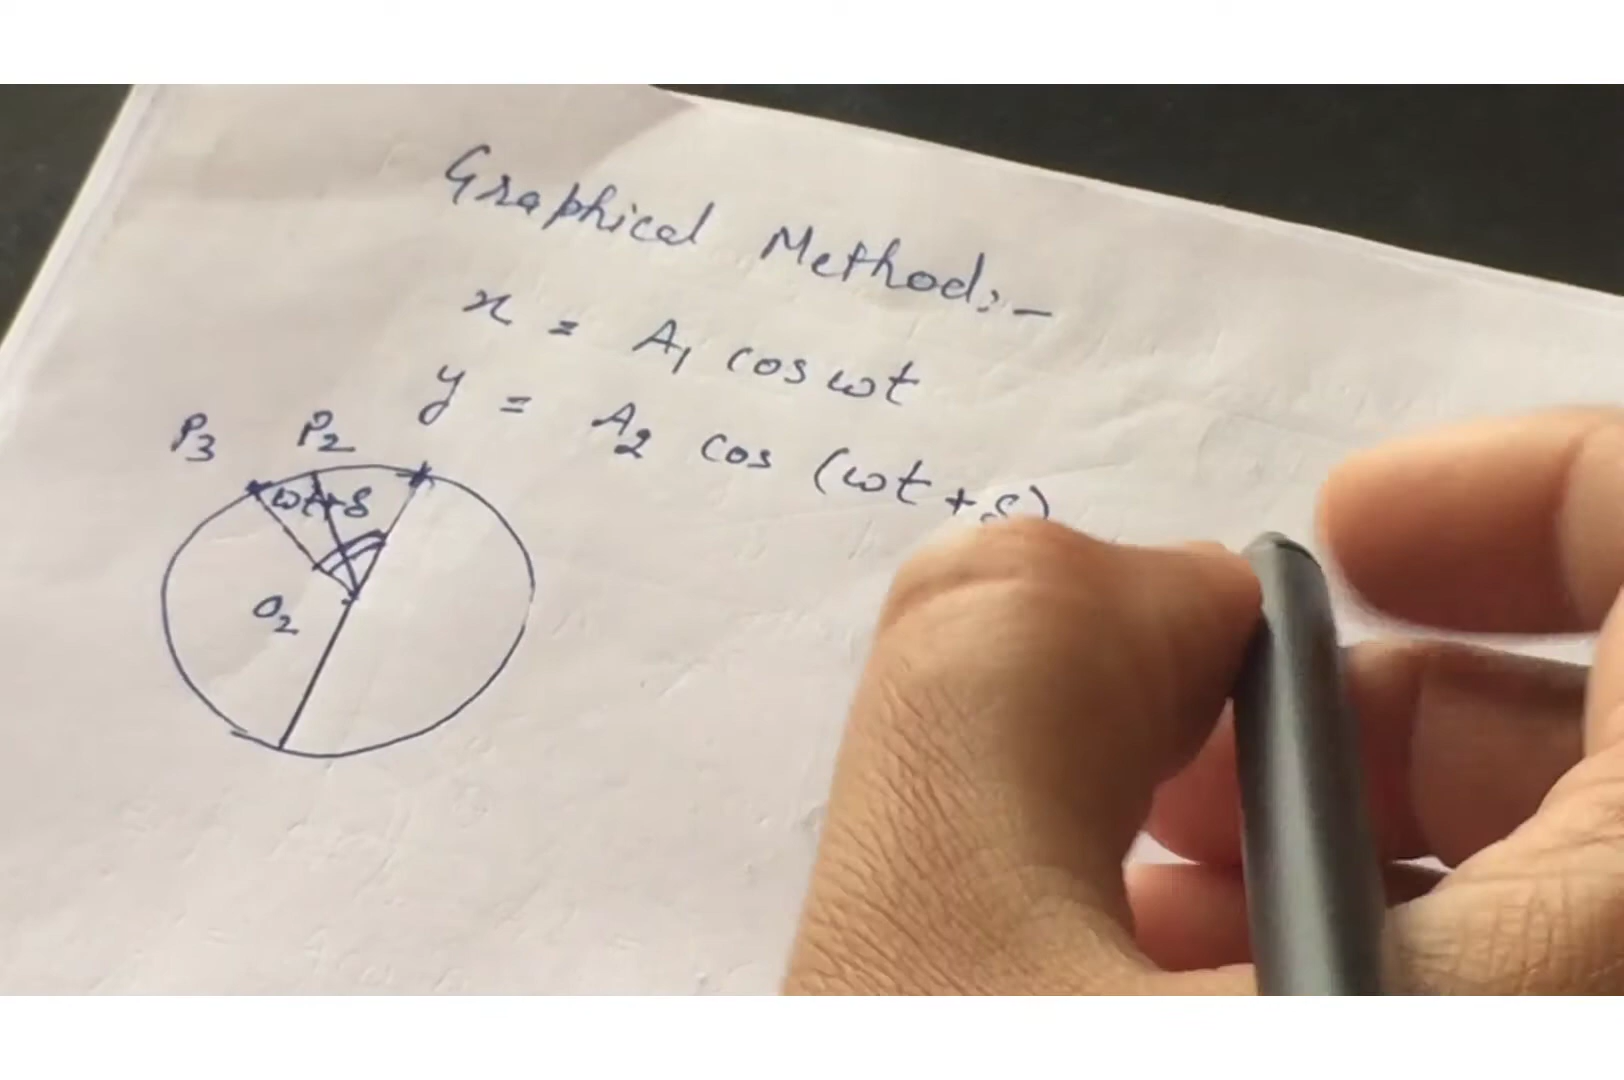 Graphical Method:-
x = A₁ cos ωt
y = A₂ cos (ωt + δ)
P₃ P₂
ωt+δ
O₂